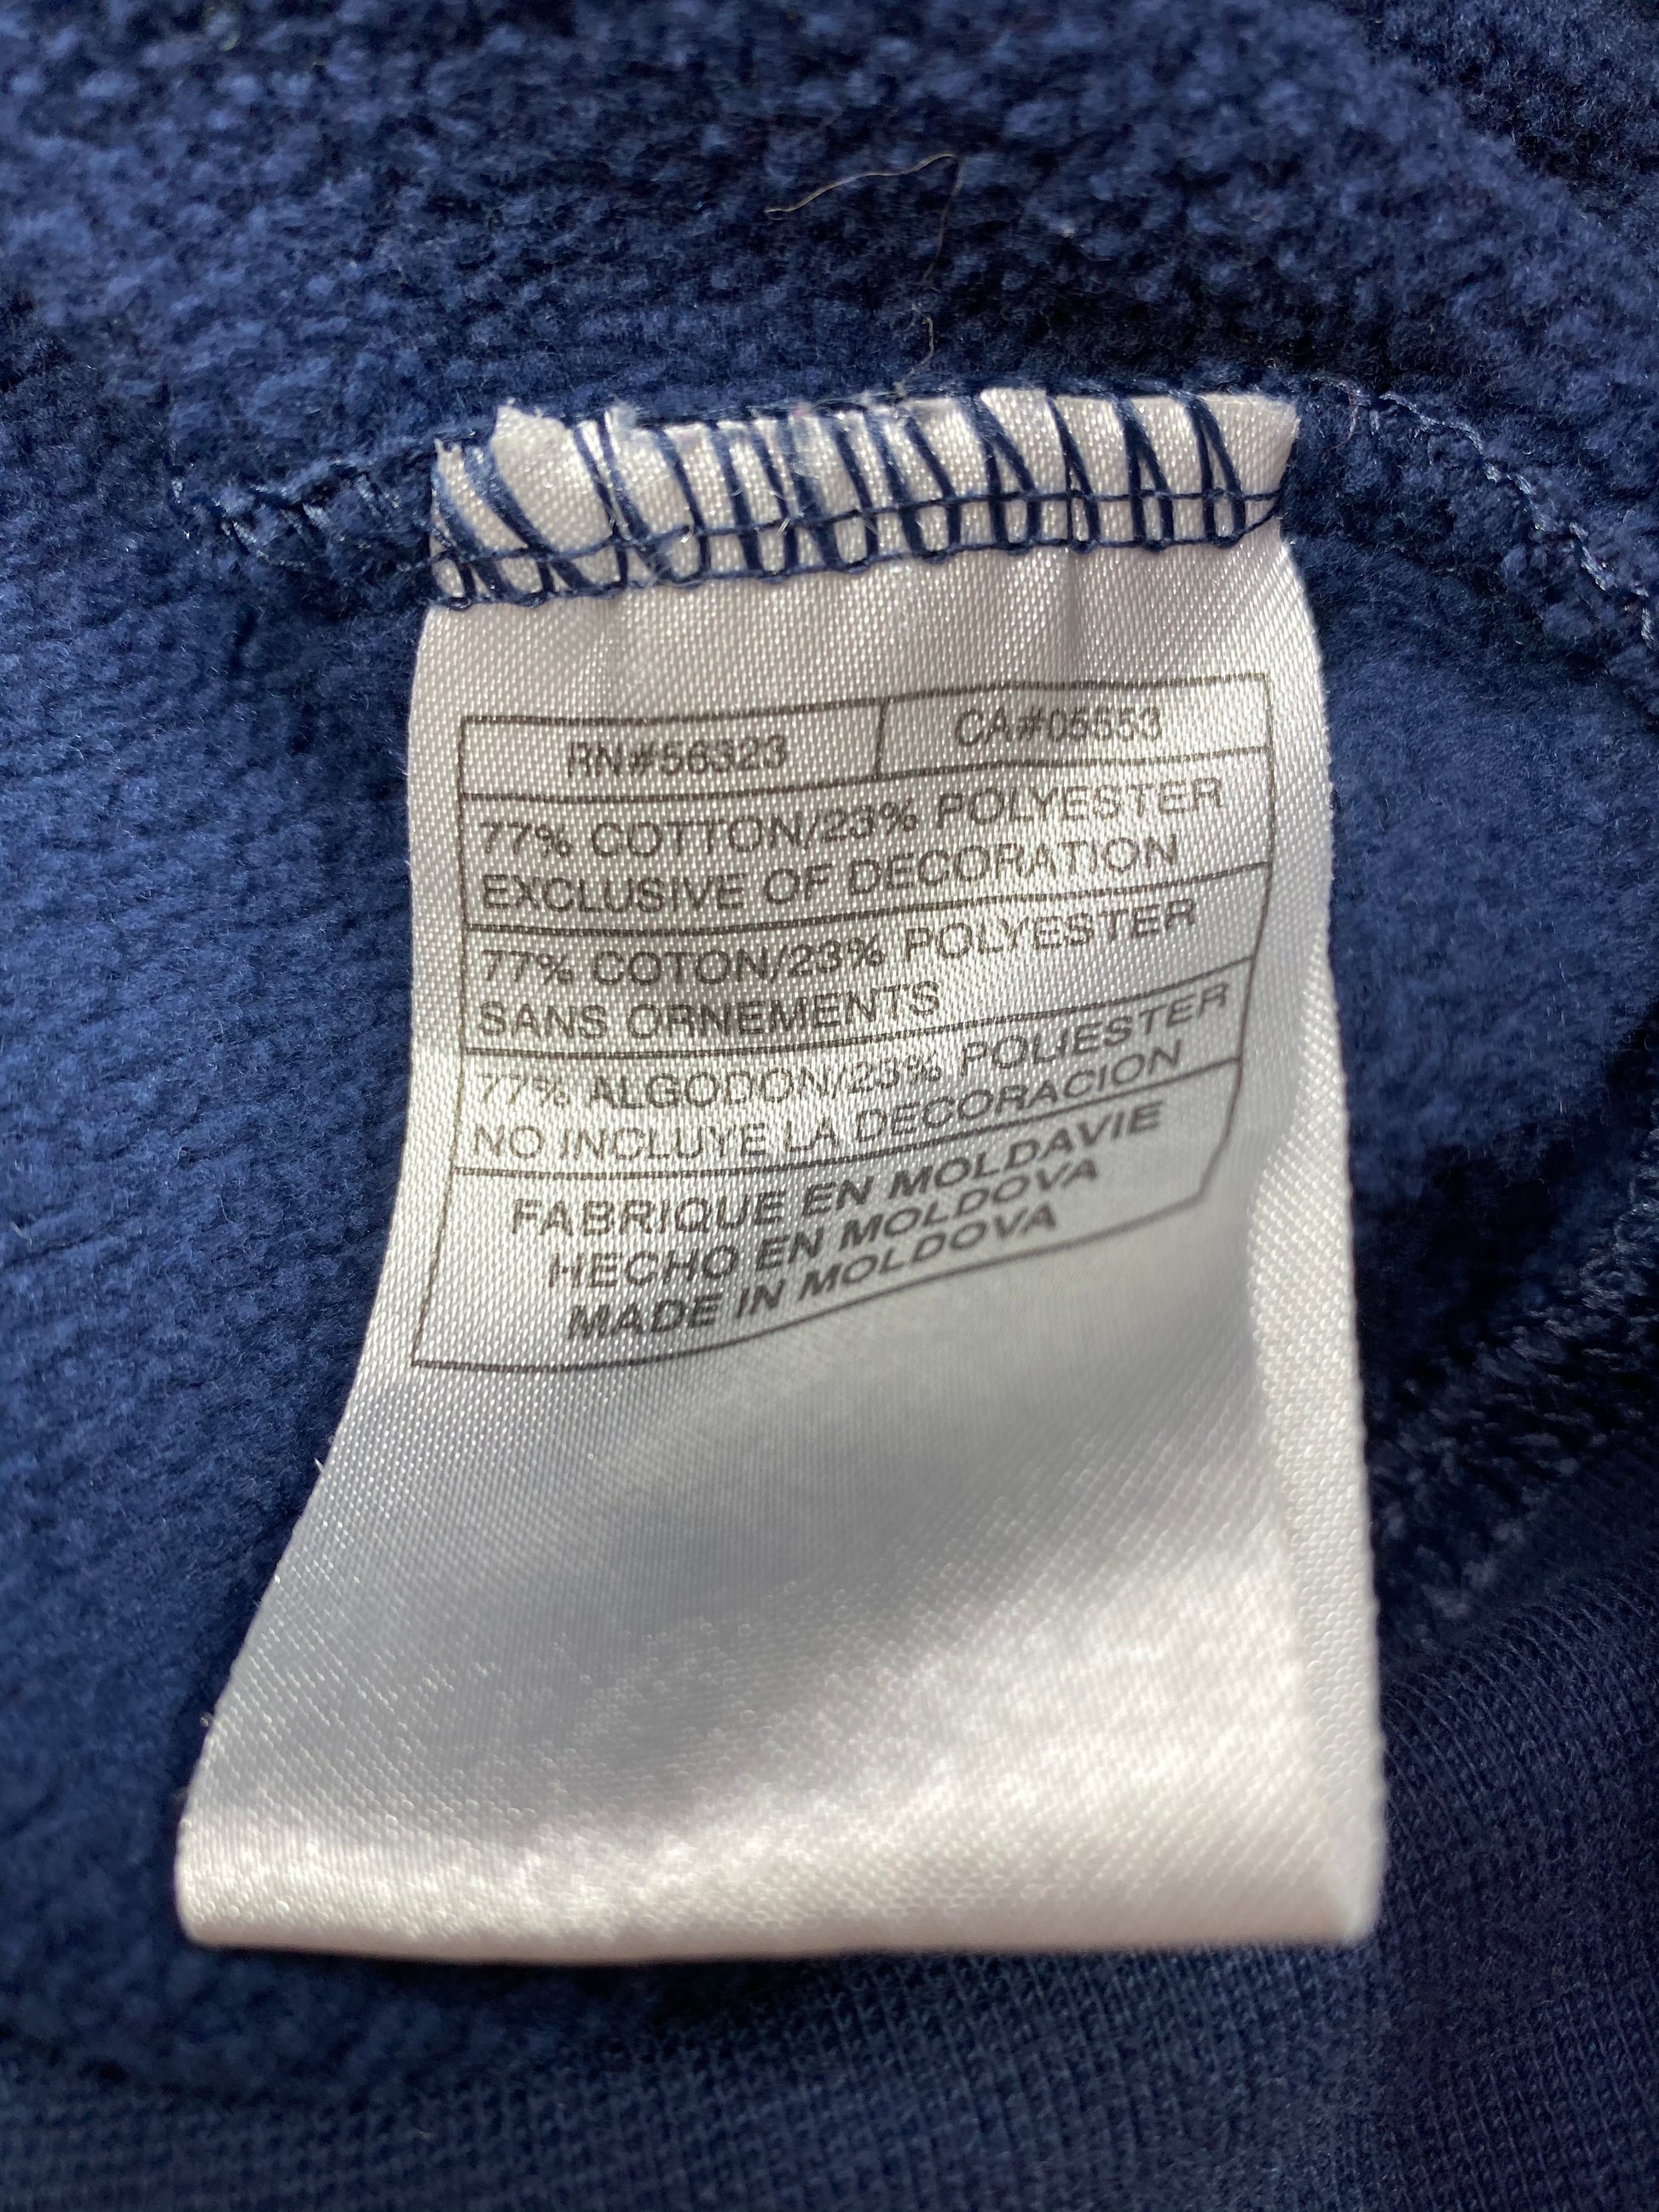 RN#56323 CA#05553
77% COTTON/23% POLYESTER
EXCLUSIVE OF DECORATION
77% COTON/23% POLYESTER
SANS ORNEMENTS
77% ALGODON/23% POLIESTER
NO INCLUYE LA DECORACION
FABRIQUE EN MOLDAVIE
HECHO EN MOLDOVA
MADE IN MOLDOVA